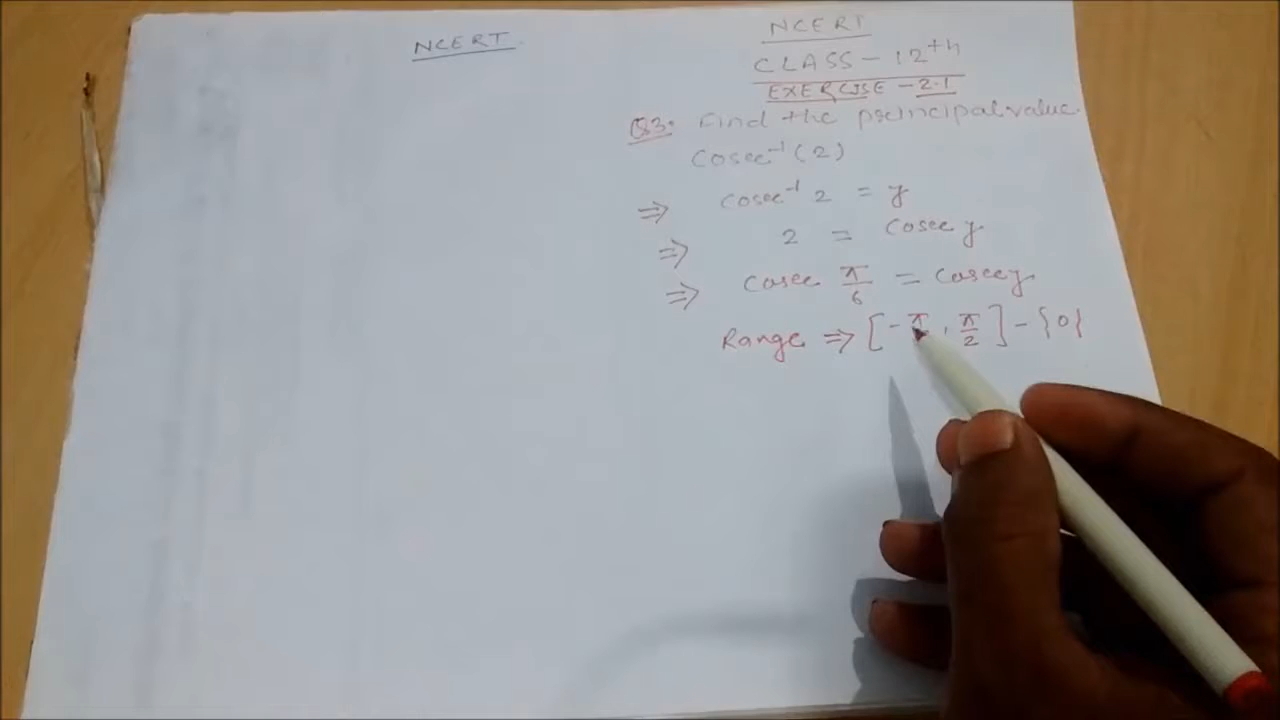 NCERT
NCERT
CLASS - 12th
EXERCISE - 2.1
Q3. Find the principal value
Cosec⁻¹(2)
⇒ Cosec⁻¹ 2 = y
⇒ 2 = Cosec y
⇒ Cosec π/6 = Cosec y
Range ⇒ [-π , π/2] - {0}